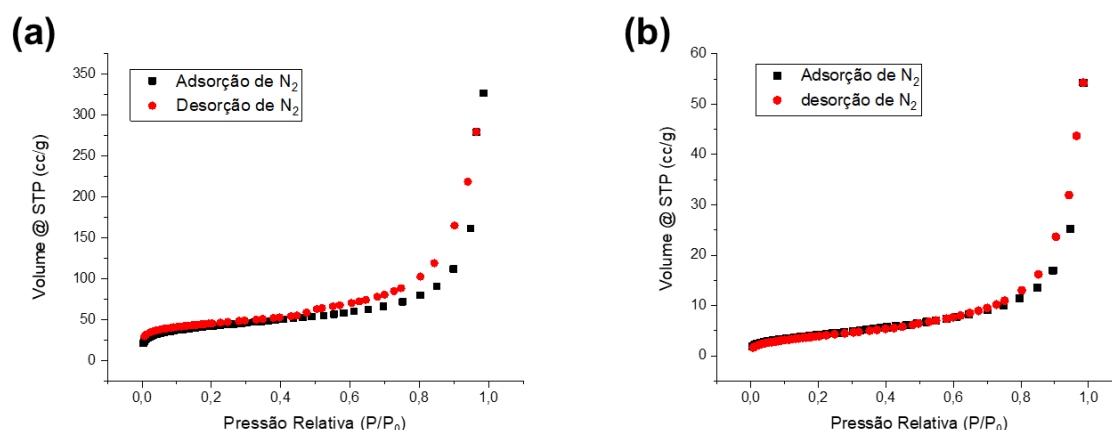 (a)
Adsorção de N₂
Desorção de N₂
Volume @ STP (cc/g)
350
300
250
200
150
100
50
0
0,0 0,2 0,4 0,6 0,8 1,0
Pressão Relativa (P/P₀)
(b)
Adsorção de N₂
desorção de N₂
Volume @ STP (cc/g)
60
50
40
30
20
10
0
0,0 0,2 0,4 0,6 0,8 1,0
Pressão Relativa (P/P₀)